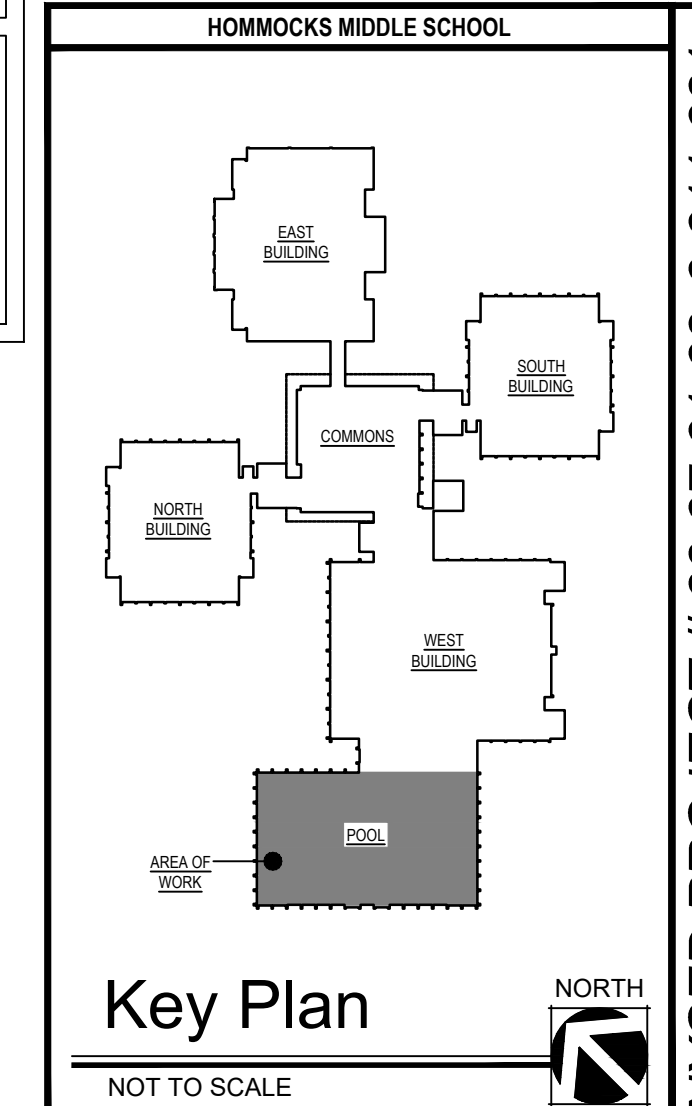 HOMMOCKS MIDDLE SCHOOL
EAST
BUILDING
SOUTH
BUILDING
COMMONS
NORTH
BUILDING
WEST
BUILDING
POOL
AREA OF
WORK
Key Plan
NORTH
NOT TO SCALE